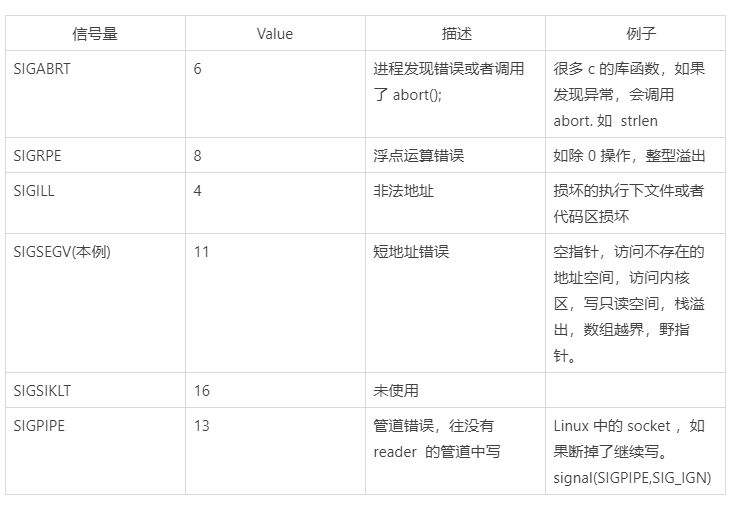 信号量 Value 描述 例子
SIGABRT 6 进程发现错误或者调用 很多 c 的库函数，如果
了 abort(); 发现异常，会调用
abort. 如 strlen
SIGRPE 8 浮点运算错误 如除 0 操作，整型溢出
SIGILL 4 非法地址 损坏的执行下文件或者
代码区损坏
SIGSEGV(本例) 11 短地址错误 空指针，访问不存在的
地址空间，访问内核
区，写只读空间，栈溢
出，数组越界，野指
针。
SIGSIKLT 16 未使用
SIGPIPE 13 管道错误，往没有 Linux 中的 socket ，如
reader 的管道中写 果断掉了继续写。
signal(SIGPIPE,SIG_IGN)